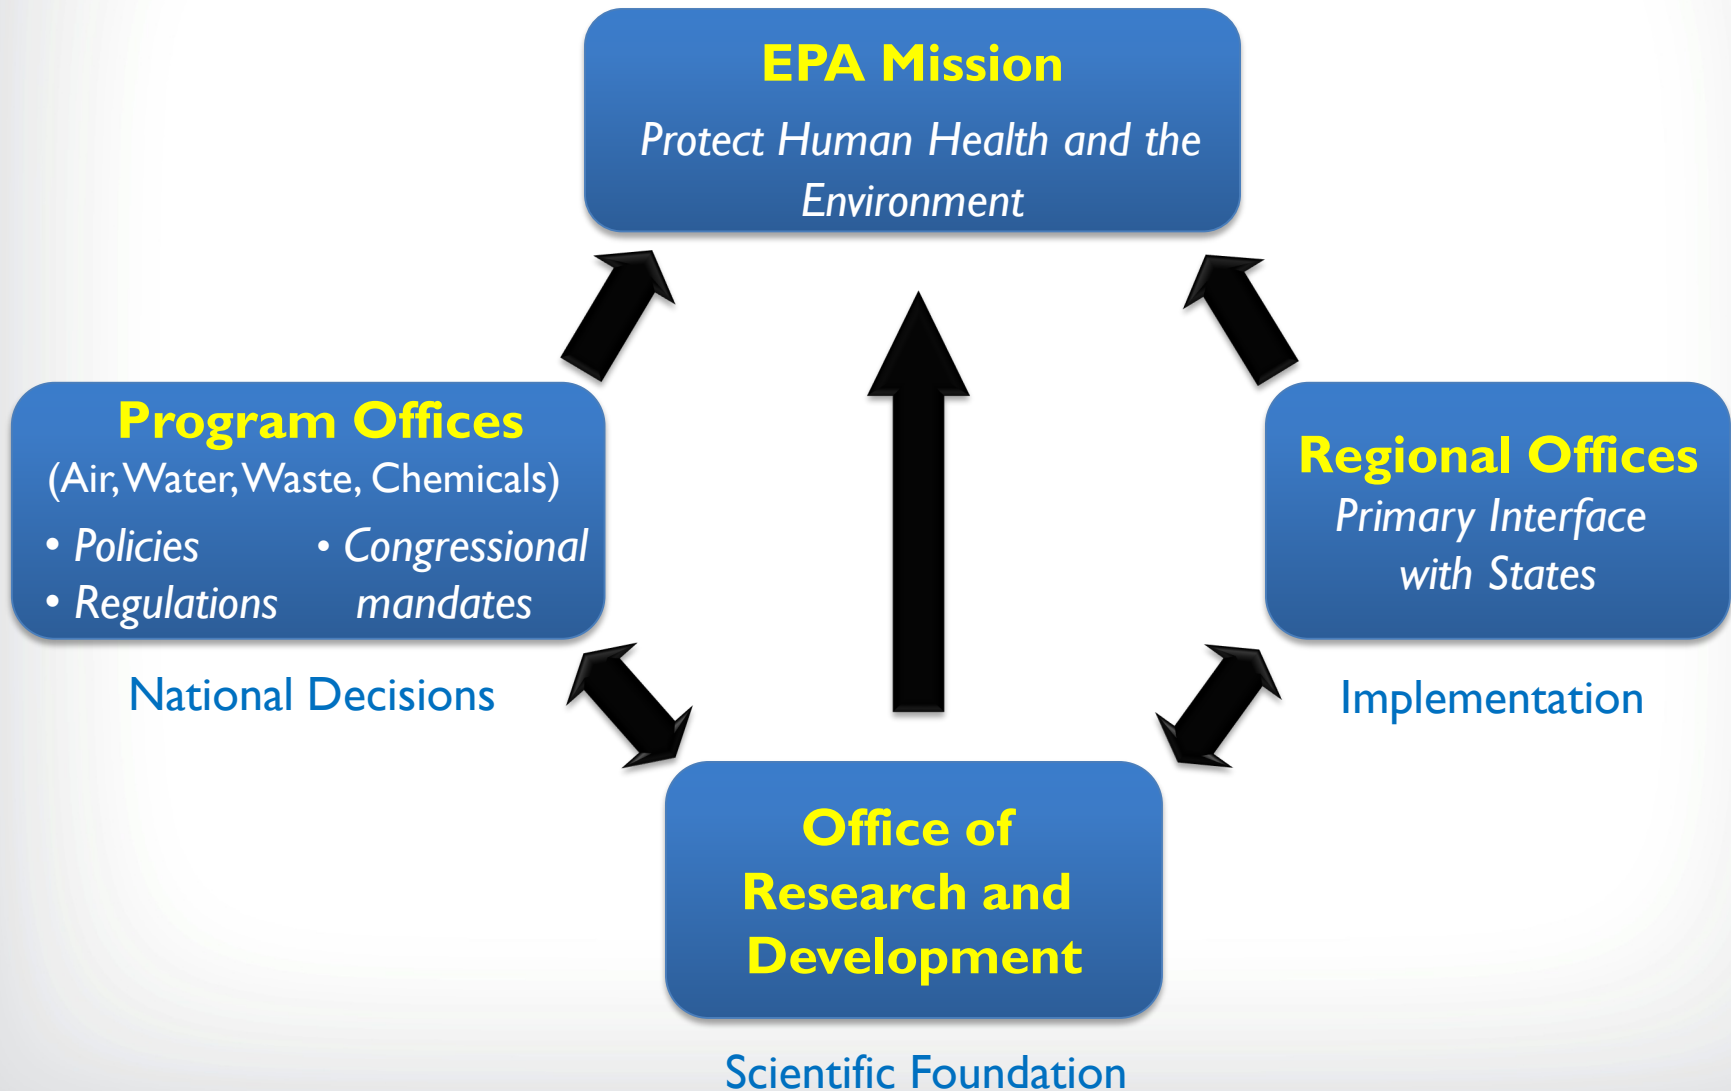 EPA Mission
Protect Human Health and the
Environment
Program Offices
(Air, Water, Waste, Chemicals)
• Policies
• Regulations
• Congressional
mandates
National Decisions
Regional Offices
Primary Interface
with States
Implementation
Office of
Research and
Development
Scientific Foundation